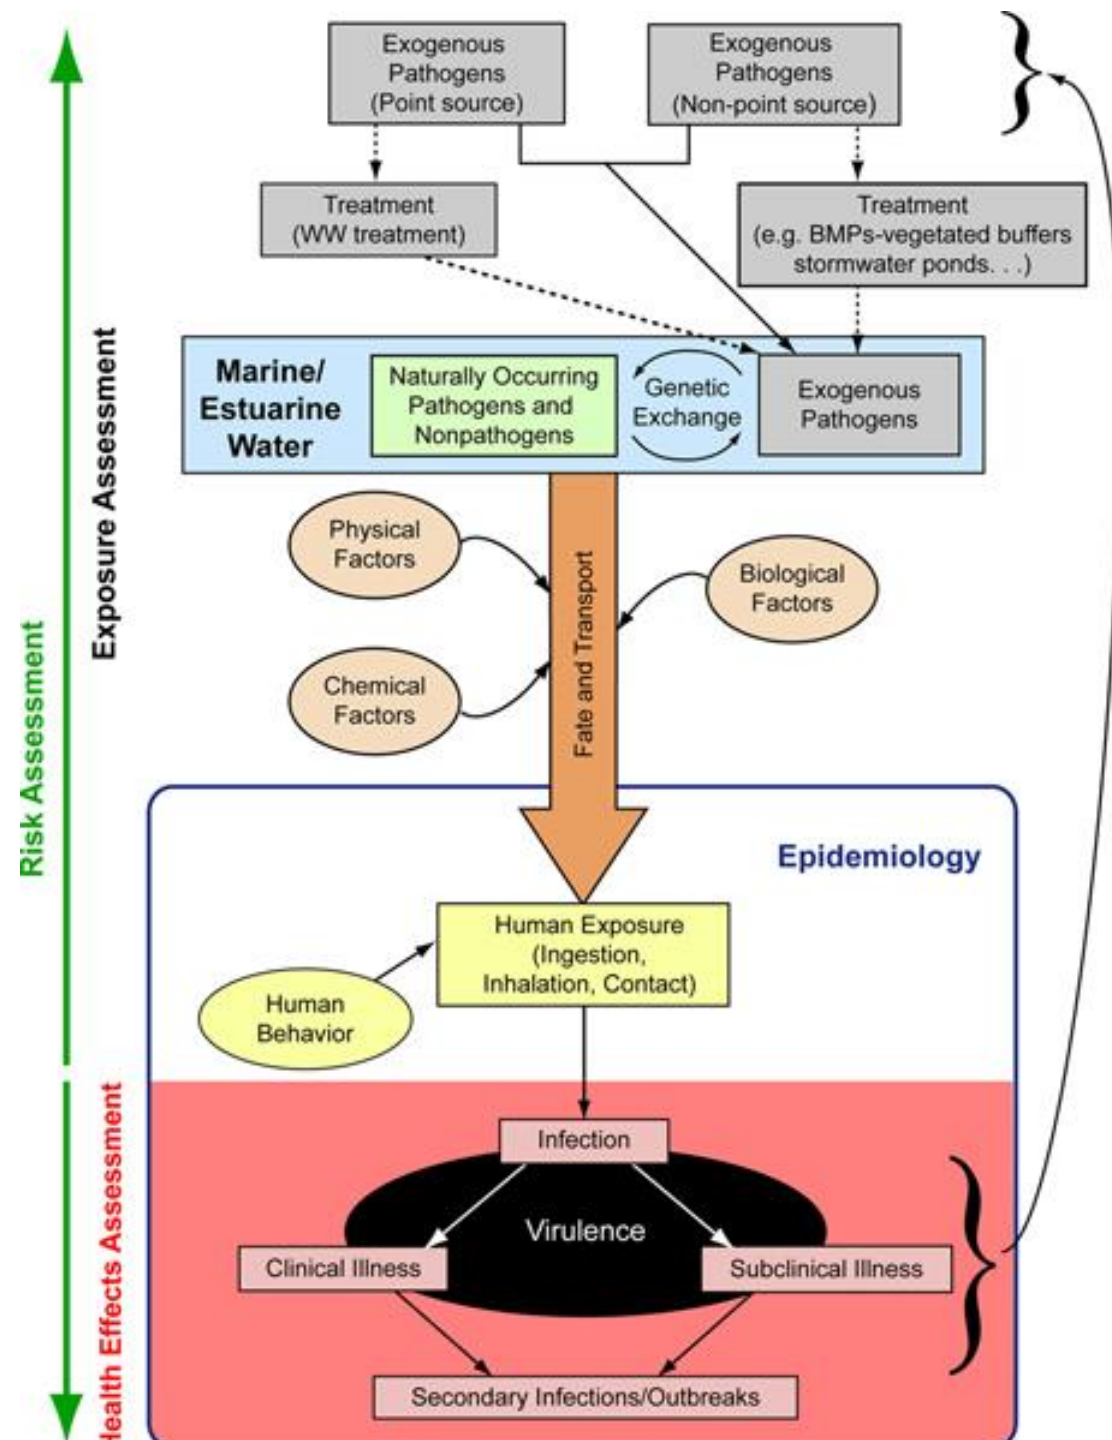 Exogenous
Pathogens
(Point source)
Exogenous
Pathogens
(Non-point source)
Treatment
(WW treatment)
Treatment
(e.g. BMPs-vegetated buffers
stormwater ponds. . .)
Marine/
Estuarine
Water
Naturally Occurring
Pathogens and
Nonpathogens
Genetic
Exchange
Exogenous
Pathogens
Exposure Assessment
Risk Assessment
Physical
Factors
Biological
Factors
Chemical
Factors
Fate and Transport
Epidemiology
Human Exposure
(Ingestion,
Inhalation, Contact)
Human
Behavior
Health Effects Assessment
Infection
Virulence
Clinical Illness
Subclinical Illness
Secondary Infections/Outbreaks